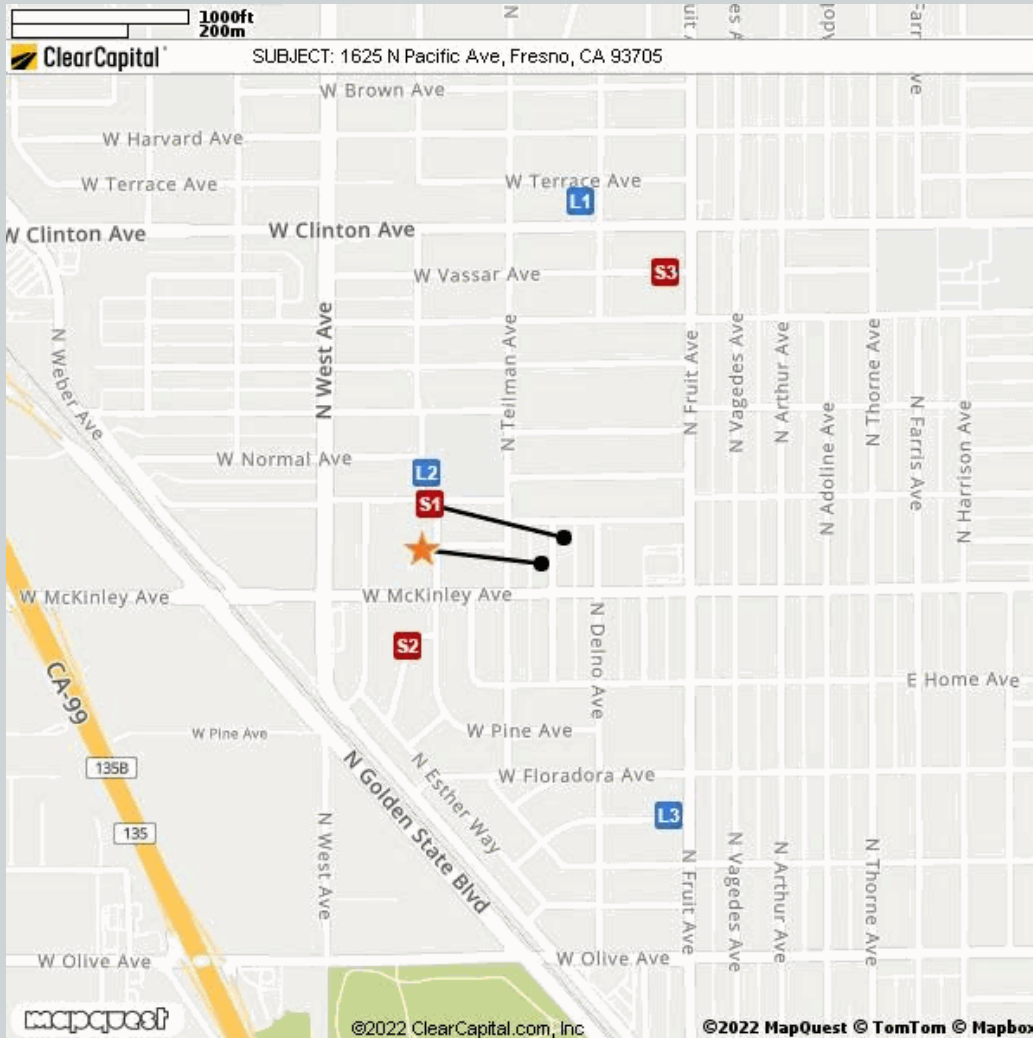 1000ft
200m
ClearCapital
SUBJECT: 1625 N Pacific Ave, Fresno, CA 93705
W Brown Ave
W Harvard Ave
W Terrace Ave
W Terrace Ave
L1
W Clinton Ave
W Clinton Ave
W Vassar Ave
S3
N West Ave
N Weber Ave
N Teilman Ave
N Fruit Ave
N Vagepes Ave
N Arthur Ave
N Thorne Ave
N Adoline Ave
N Farris Ave
N Harrison Ave
W Normal Ave
L2
S1
W McKinley Ave
W McKinley Ave
N Delno Ave
S2
E Home Ave
CA-99
W Pine Ave
W Pine Ave
135B
N Esther Way
W Floradora Ave
N Golden State Blvd
135
L3
N West Ave
N Fruit Ave
N Vagedes Ave
N Arthur Ave
N Thorne Ave
W Olive Ave
W Olive Ave
mapquest
©2022 ClearCapital.com, Inc
©2022 MapQuest © TomTom © Mapbox